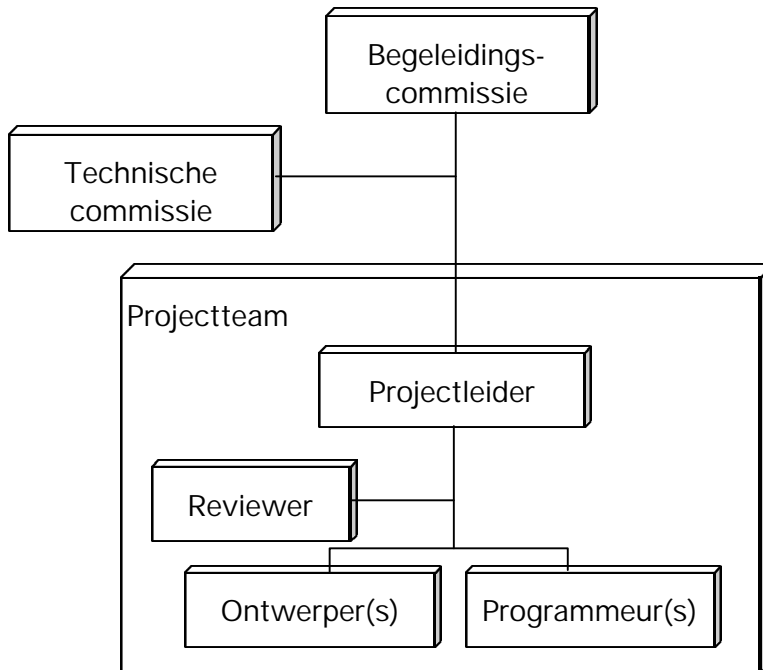 Begeleidings-
commissie
Technische
commissie
Projectteam
Projectleider
Reviewer
Ontwerper(s)
Programmeur(s)